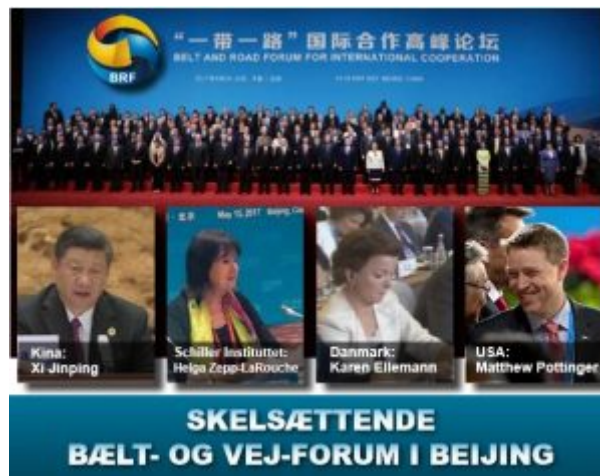 “一带一路”国际合作高峰论坛
BELT AND ROAD FORUM FOR INTERNATIONAL COOPERATION
BRF
May 15, 2017 Beijing,
Kina:
Xi Jinping
Schiller Instituttet:
Helga Zepp-LaRouche
Danmark:
Karen Ellemann
USA:
Matthew Pottinger
SKELSÆTTENDE
BÆLT- OG VEJ-FORUM I BEIJING